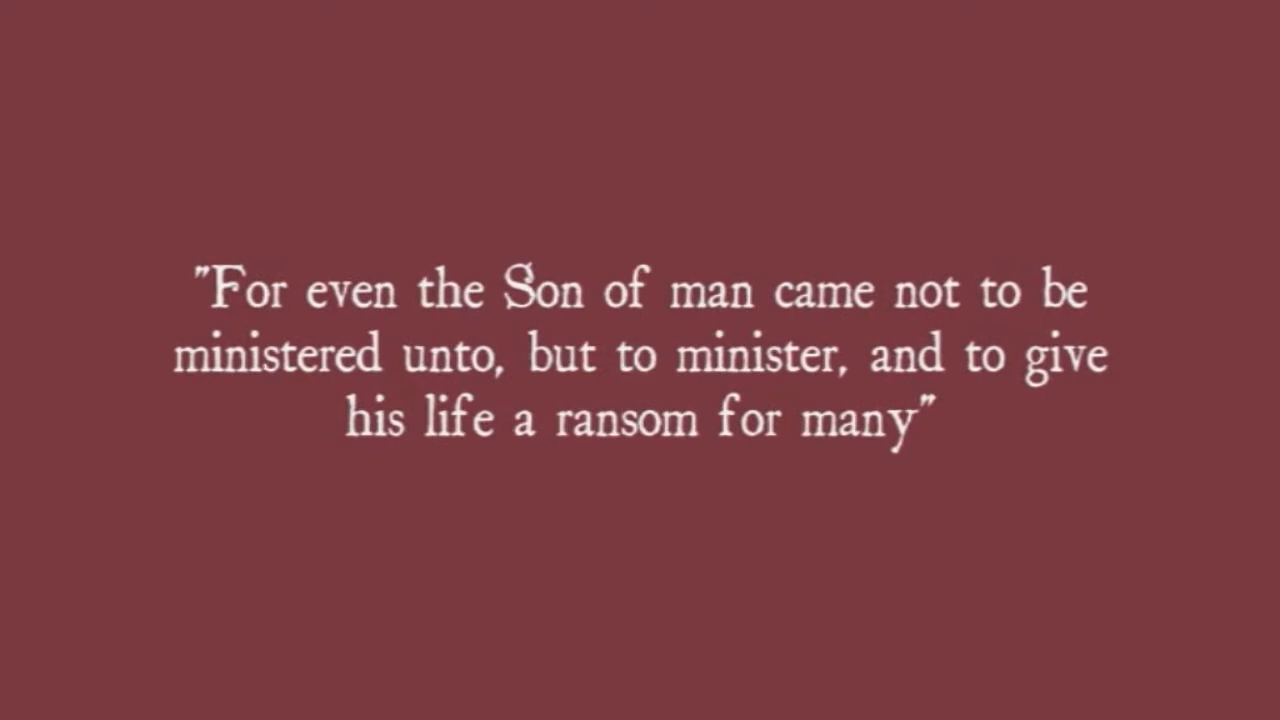 "For even the Son of man came not to be
ministered unto, but to minister, and to give
his life a ransom for many"